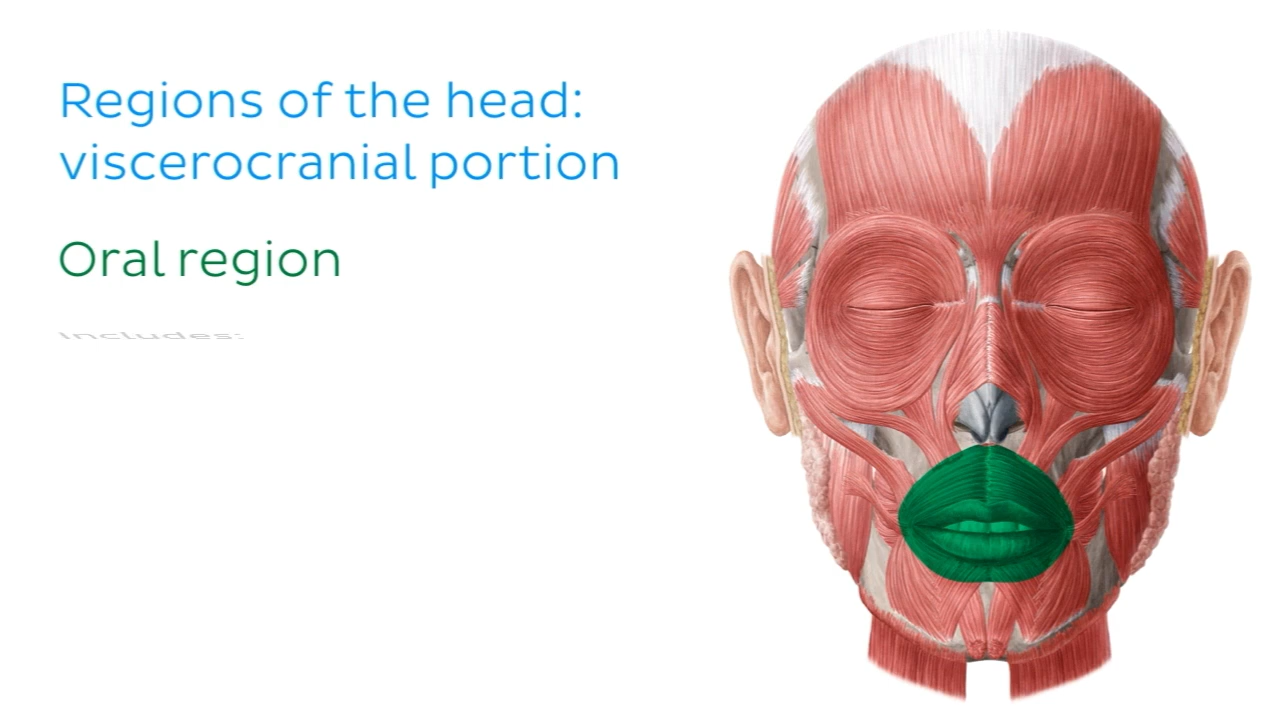 Regions of the head:
viscerocranial portion
Oral region
Includes: